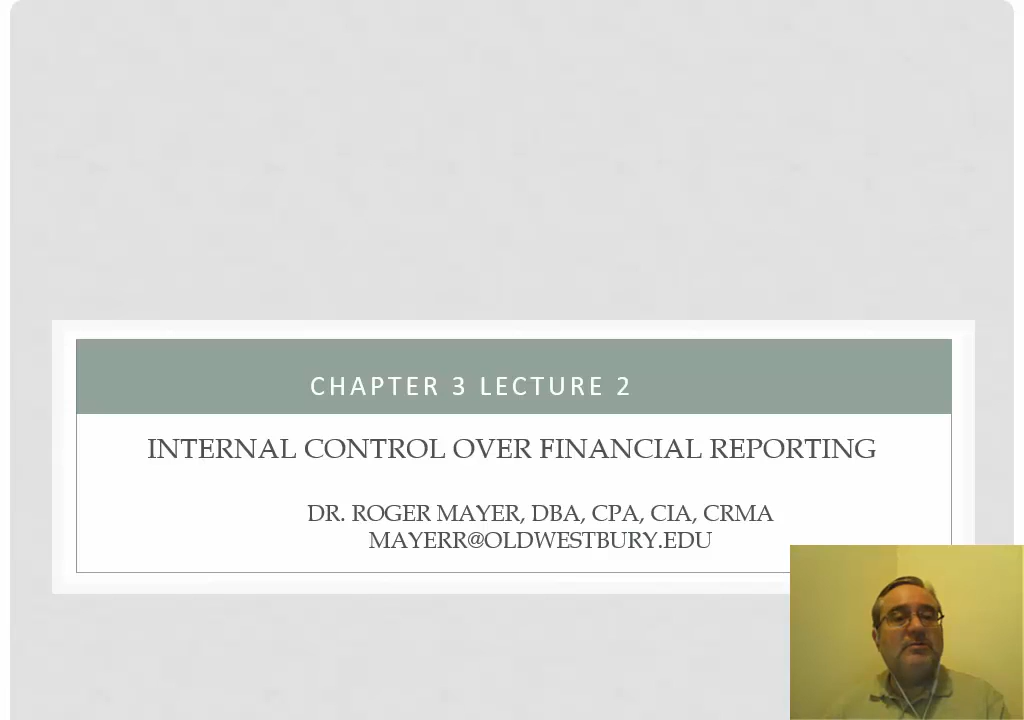 CHAPTER 3 LECTURE 2
INTERNAL CONTROL OVER FINANCIAL REPORTING
DR. ROGER MAYER, DBA, CPA, CIA, CRMA
MAYERR@OLDWESTBURY.EDU